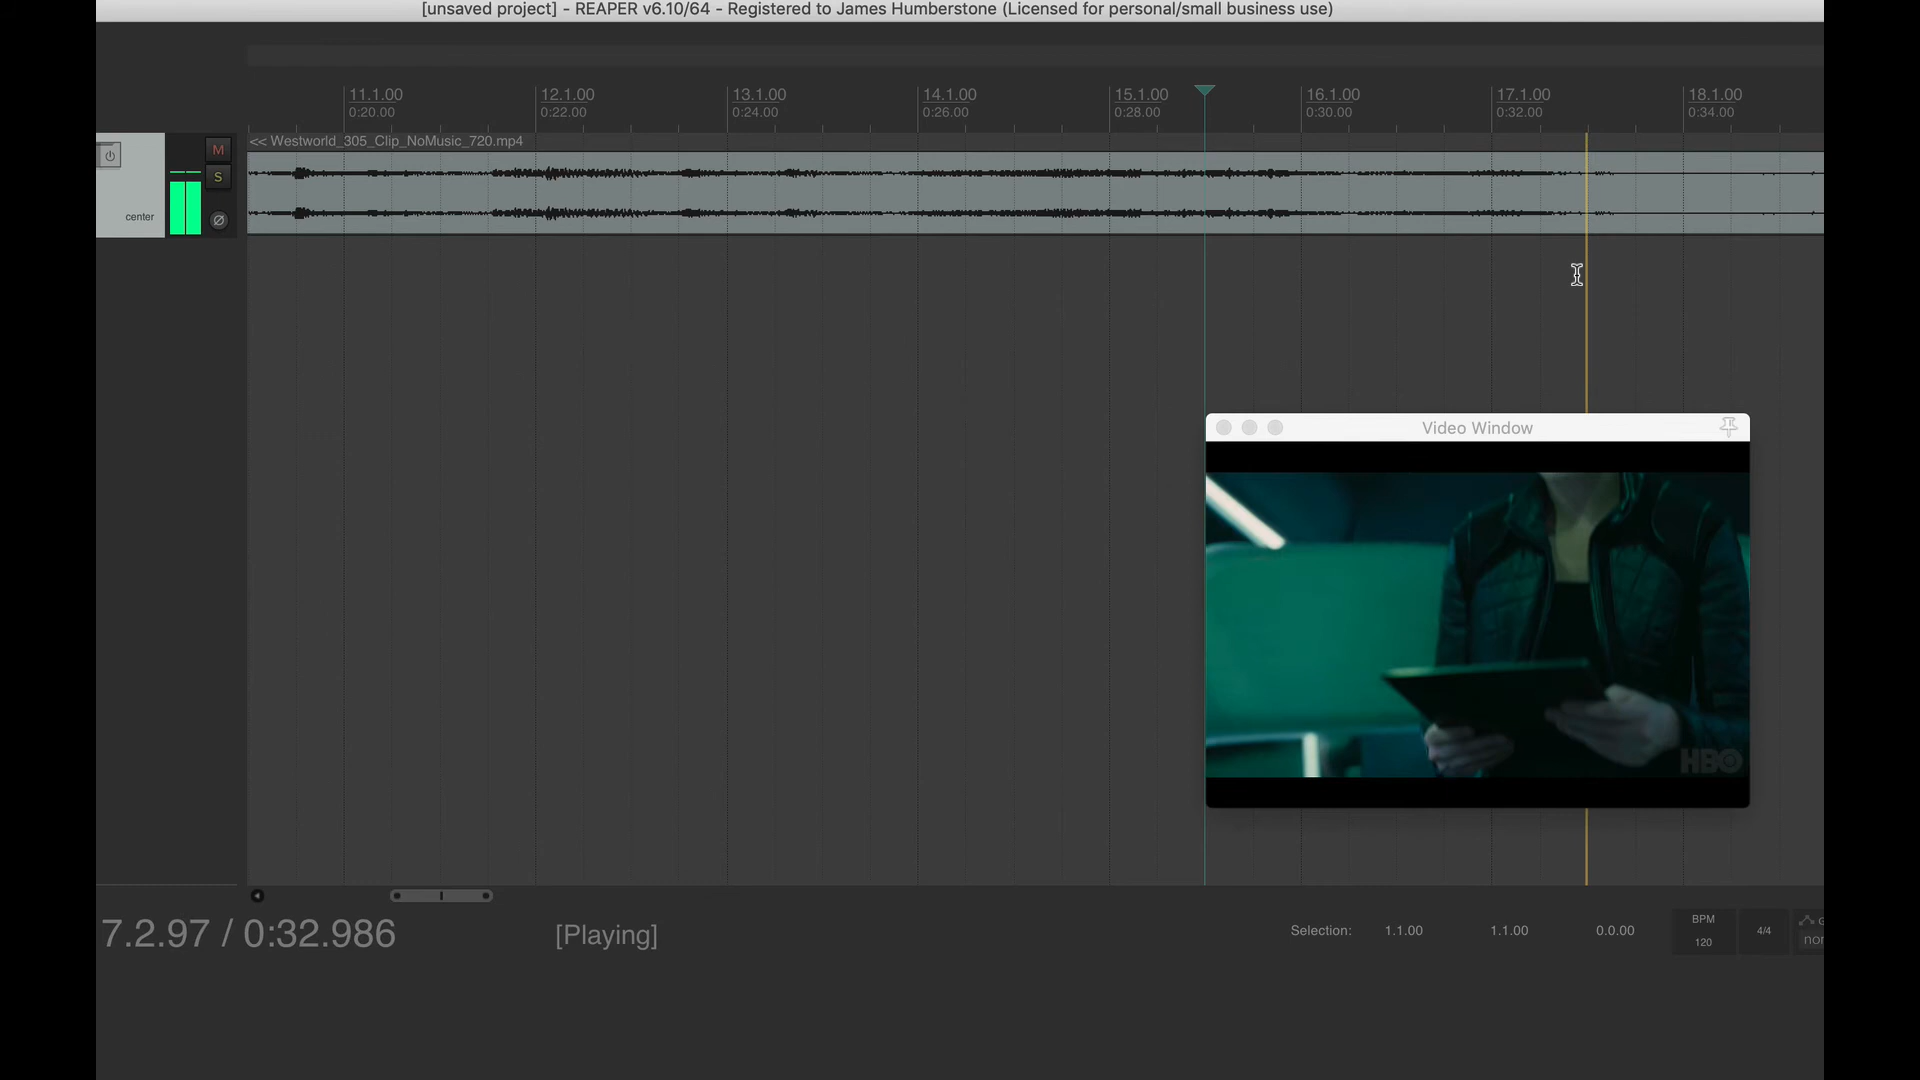 [unsaved project] - REAPER v6.10/64 - Registered to James Humberstone (Licensed for personal/small business use)
11.1.00 12.1.00 13.1.00 14.1.00 15.1.00 16.1.00 17.1.00 18.1.00
0:20.00 0:22.00 0:24.00 0:26.00 0:28.00 0:30.00 0:32.00 0:34.00
<< Westworld_305_Clip_NoMusic_720.mp4
M
S
center
Video Window
HBO
7.2.97 / 0:32.986
[Playing]
Selection: 1.1.00 1.1.00 0.0.00
BPM
120
4/4
G
nor